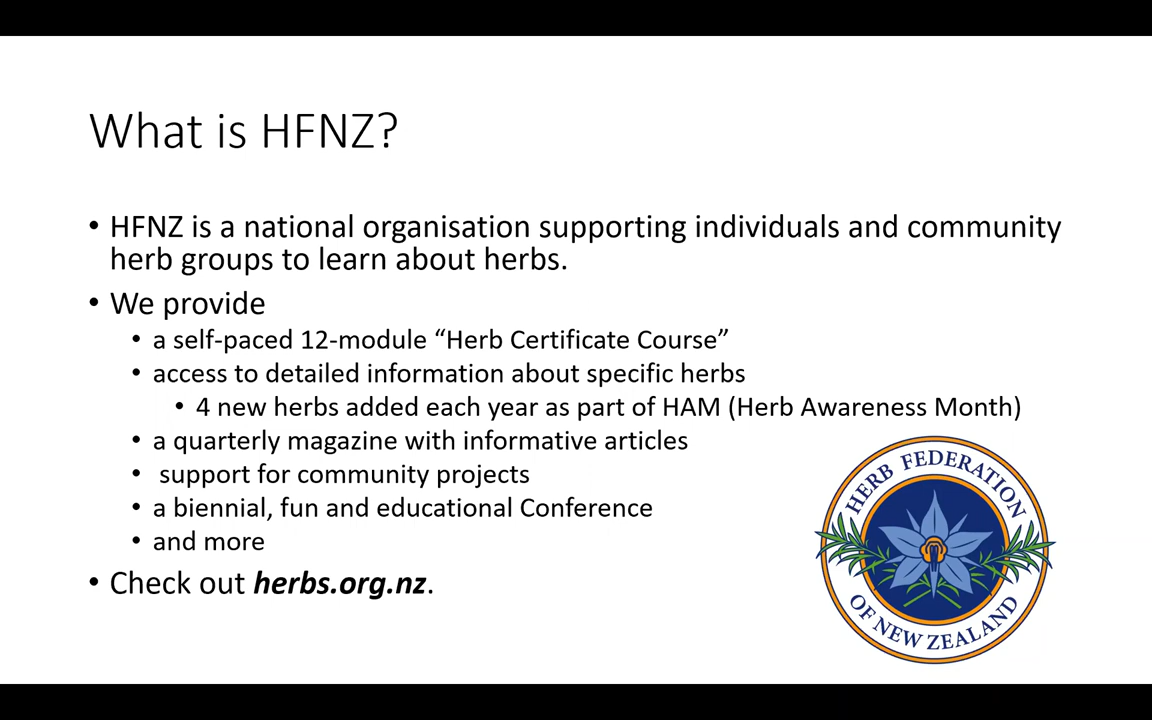 What is HFNZ?
• HFNZ is a national organisation supporting individuals and community
herb groups to learn about herbs.
• We provide
• a self-paced 12-module “Herb Certificate Course”
• access to detailed information about specific herbs
• 4 new herbs added each year as part of HAM (Herb Awareness Month)
• a quarterly magazine with informative articles
• support for community projects
• a biennial, fun and educational Conference
• and more
• Check out herbs.org.nz.
HERB FEDERATION
OF NEW ZEALAND